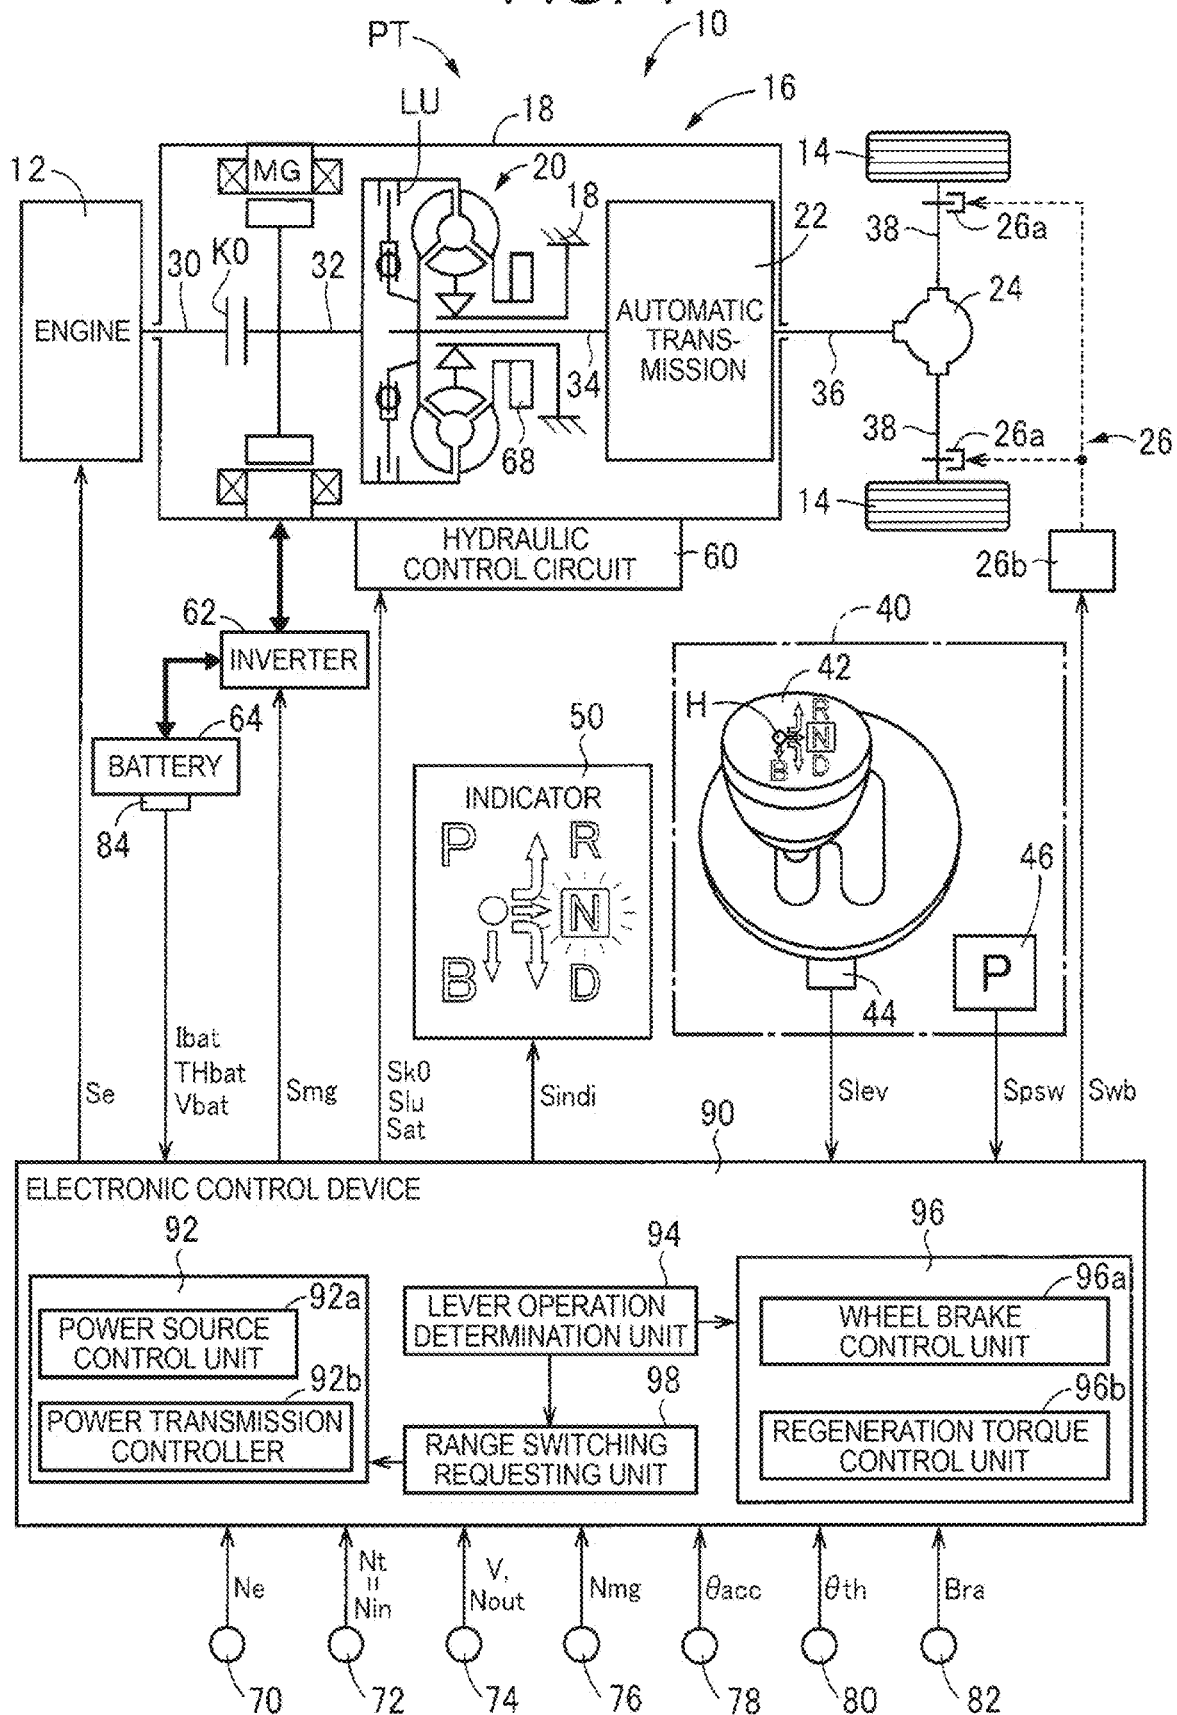 PT
10
LU
18
16
12
MG
20
18
14
22
38
26a
30
K0
32
24
ENGINE
AUTOMATIC
TRANS-
MISSION
34
36
68
38
26a
26
14
HYDRAULIC
CONTROL CIRCUIT
60
26b
62
INVERTER
40
42
H
R
N
B
D
64
BATTERY
84
50
INDICATOR
P
R
N
B
D
46
P
44
Se
Ibat
THbat
Vbat
Smg
Sk0
Slu
Sat
Sindi
Slev
Spsw
Swb
90
ELECTRONIC CONTROL DEVICE
92
92a
POWER SOURCE
CONTROL UNIT
92b
POWER TRANSMISSION
CONTROLLER
94
LEVER OPERATION
DETERMINATION UNIT
98
RANGE SWITCHING
REQUESTING UNIT
96
96a
WHEEL BRAKE
CONTROL UNIT
96b
REGENERATION TORQUE
CONTROL UNIT
Ne
Nt
=
Nin
V,
Nout
Nmg
θacc
θth
Bra
70
72
74
76
78
80
82